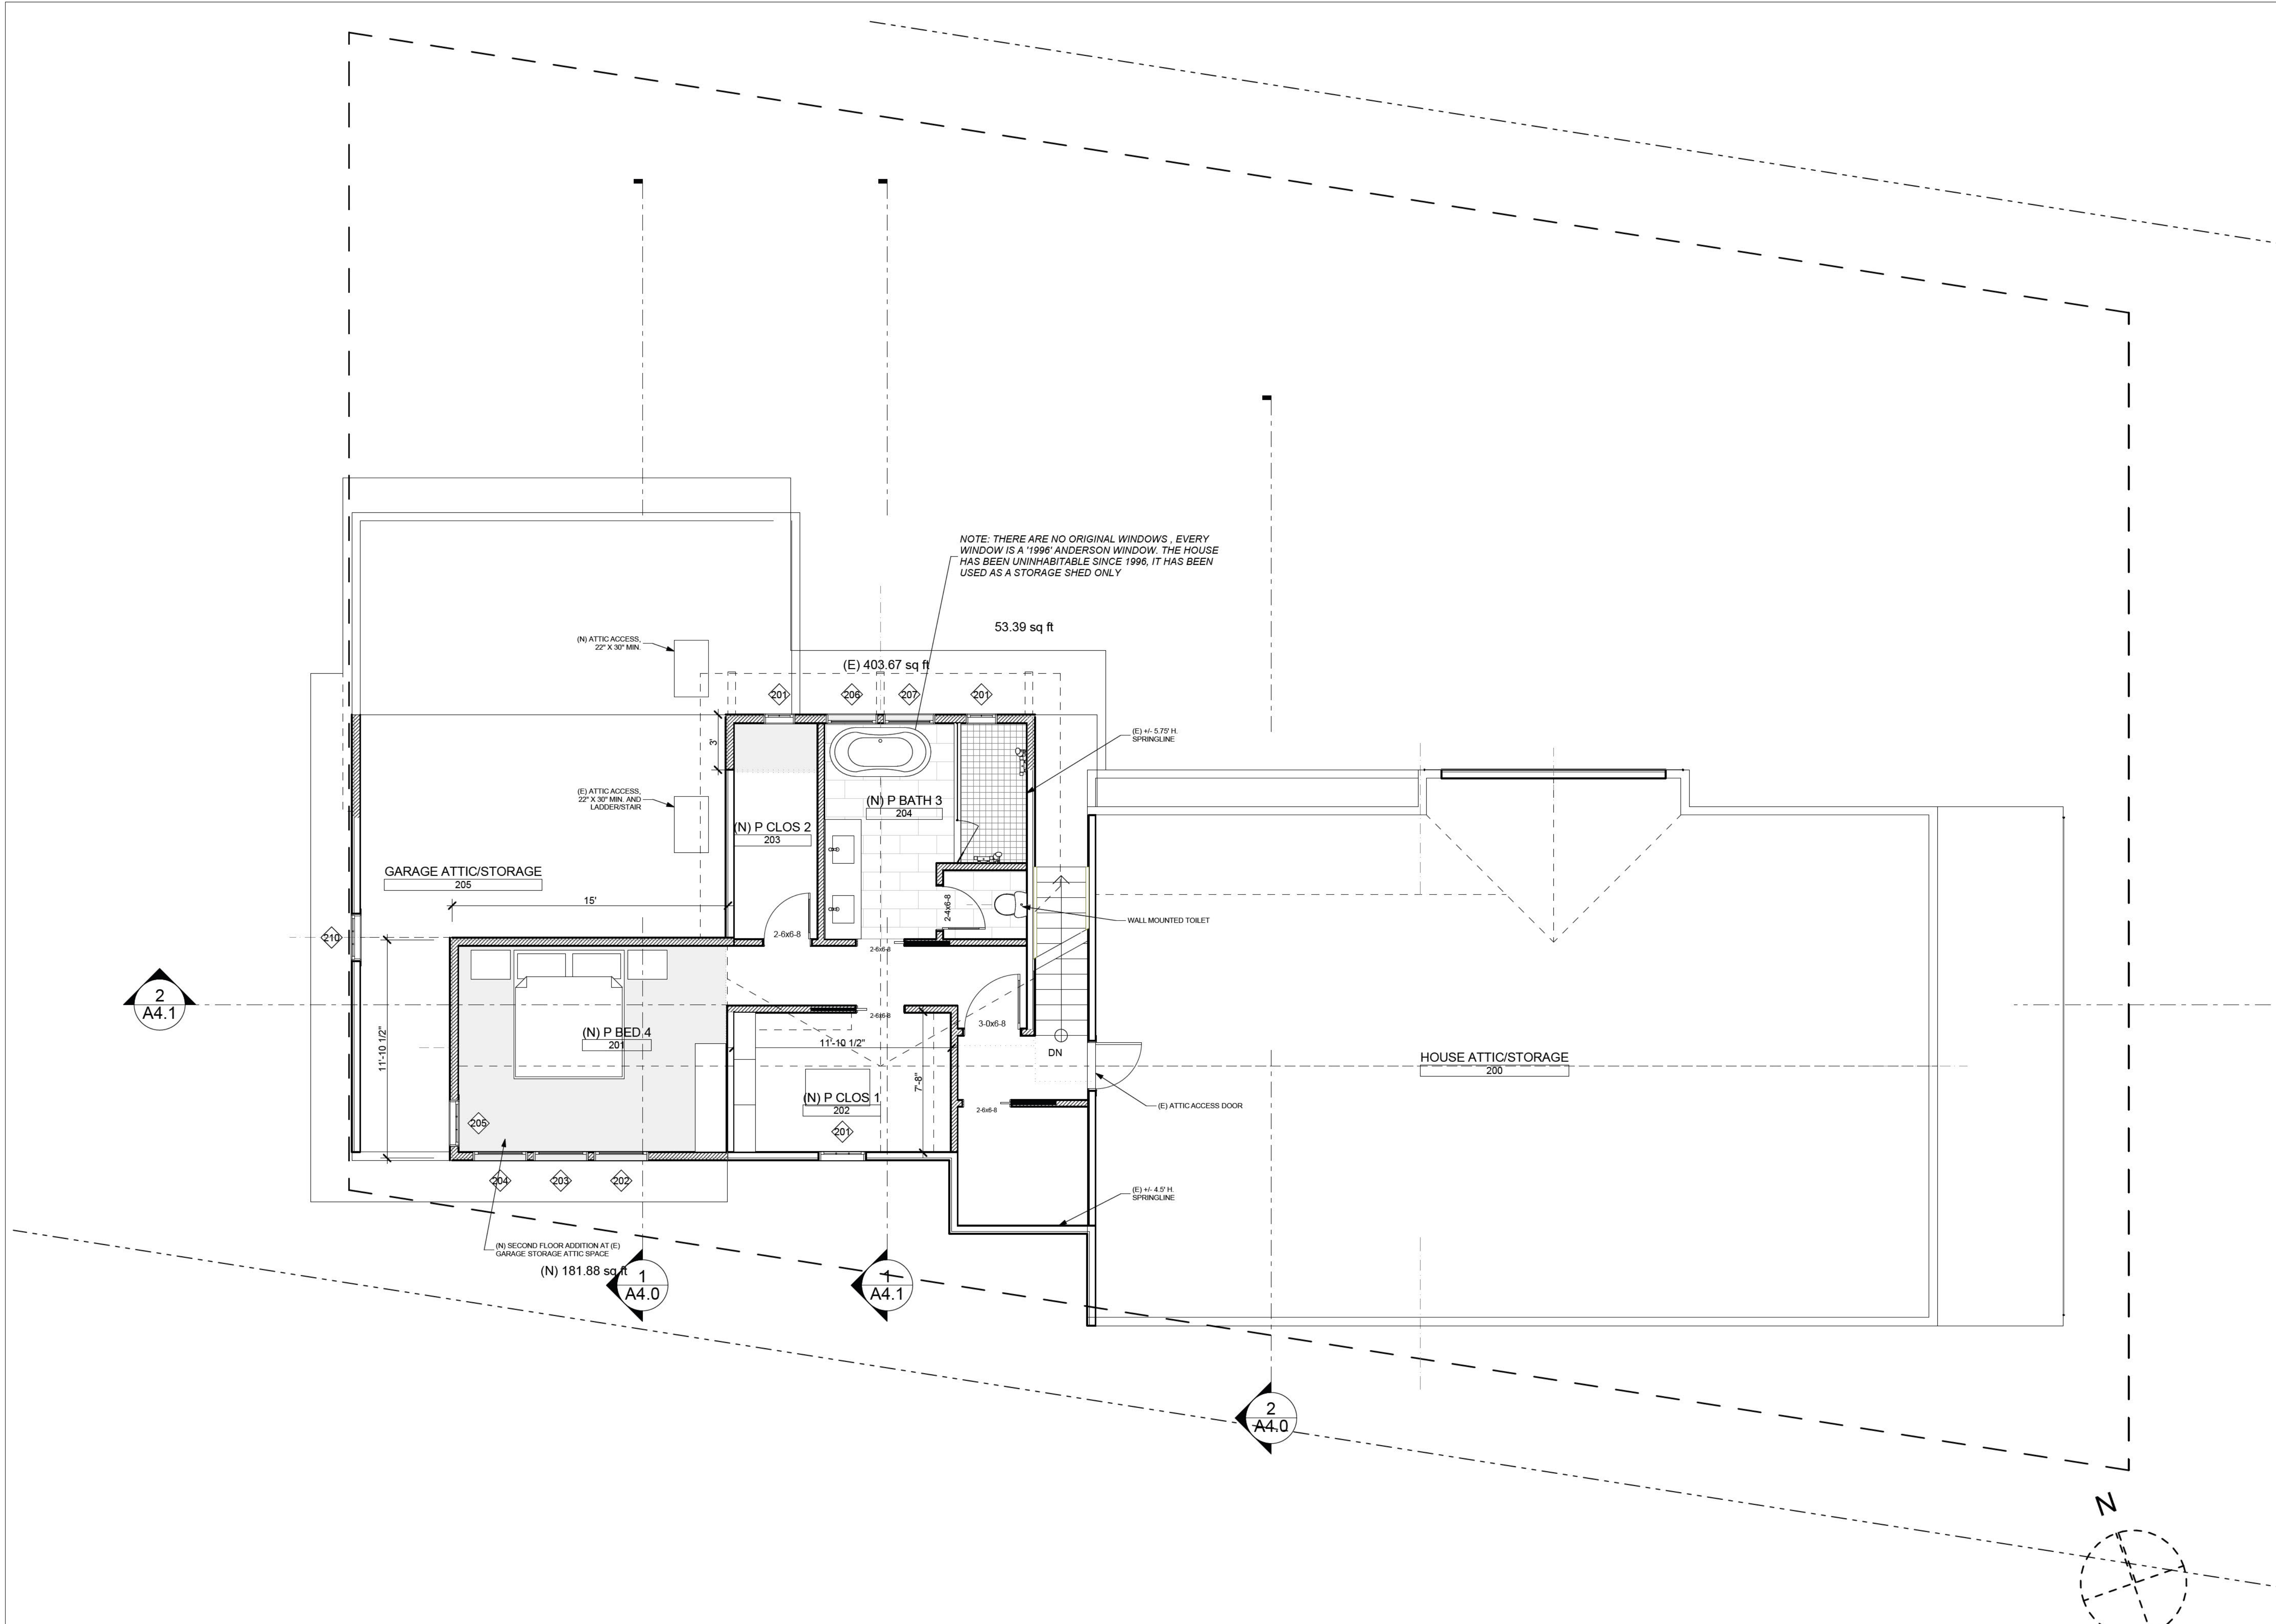 NOTE: THERE ARE NO ORIGINAL WINDOWS , EVERY
WINDOW IS A '1996' ANDERSON WINDOW. THE HOUSE
HAS BEEN UNINHABITABLE SINCE 1996, IT HAS BEEN
USED AS A STORAGE SHED ONLY
53.39 sq ft
(N) ATTIC ACCESS,
22" X 30" MIN.
(E) 403.67 sq ft
201
206
207
201
3'
(E) +/- 5.75' H.
SPRINGLINE
(E) ATTIC ACCESS,
22" X 30" MIN. AND
LADDER/STAIR
(N) P BATH 3
204
(N) P CLOS 2
203
GARAGE ATTIC/STORAGE
205
15'
2-4x6-8
WALL MOUNTED TOILET
210
2-6x6-8
2-6x6-8
2
A4.1
2-6x6-8
3-0x6-8
(N) P BED 4
201
11'-10 1/2"
11'-10 1/2"
7'-8"
DN
HOUSE ATTIC/STORAGE
200
(N) P CLOS 1
202
2-6x6-8
(E) ATTIC ACCESS DOOR
205
201
204
203
202
(E) +/- 4.5' H.
SPRINGLINE
(N) SECOND FLOOR ADDITION AT (E)
GARAGE STORAGE ATTIC SPACE
(N) 181.88 sq ft
1
A4.0
1
A4.1
2
A4.0
N